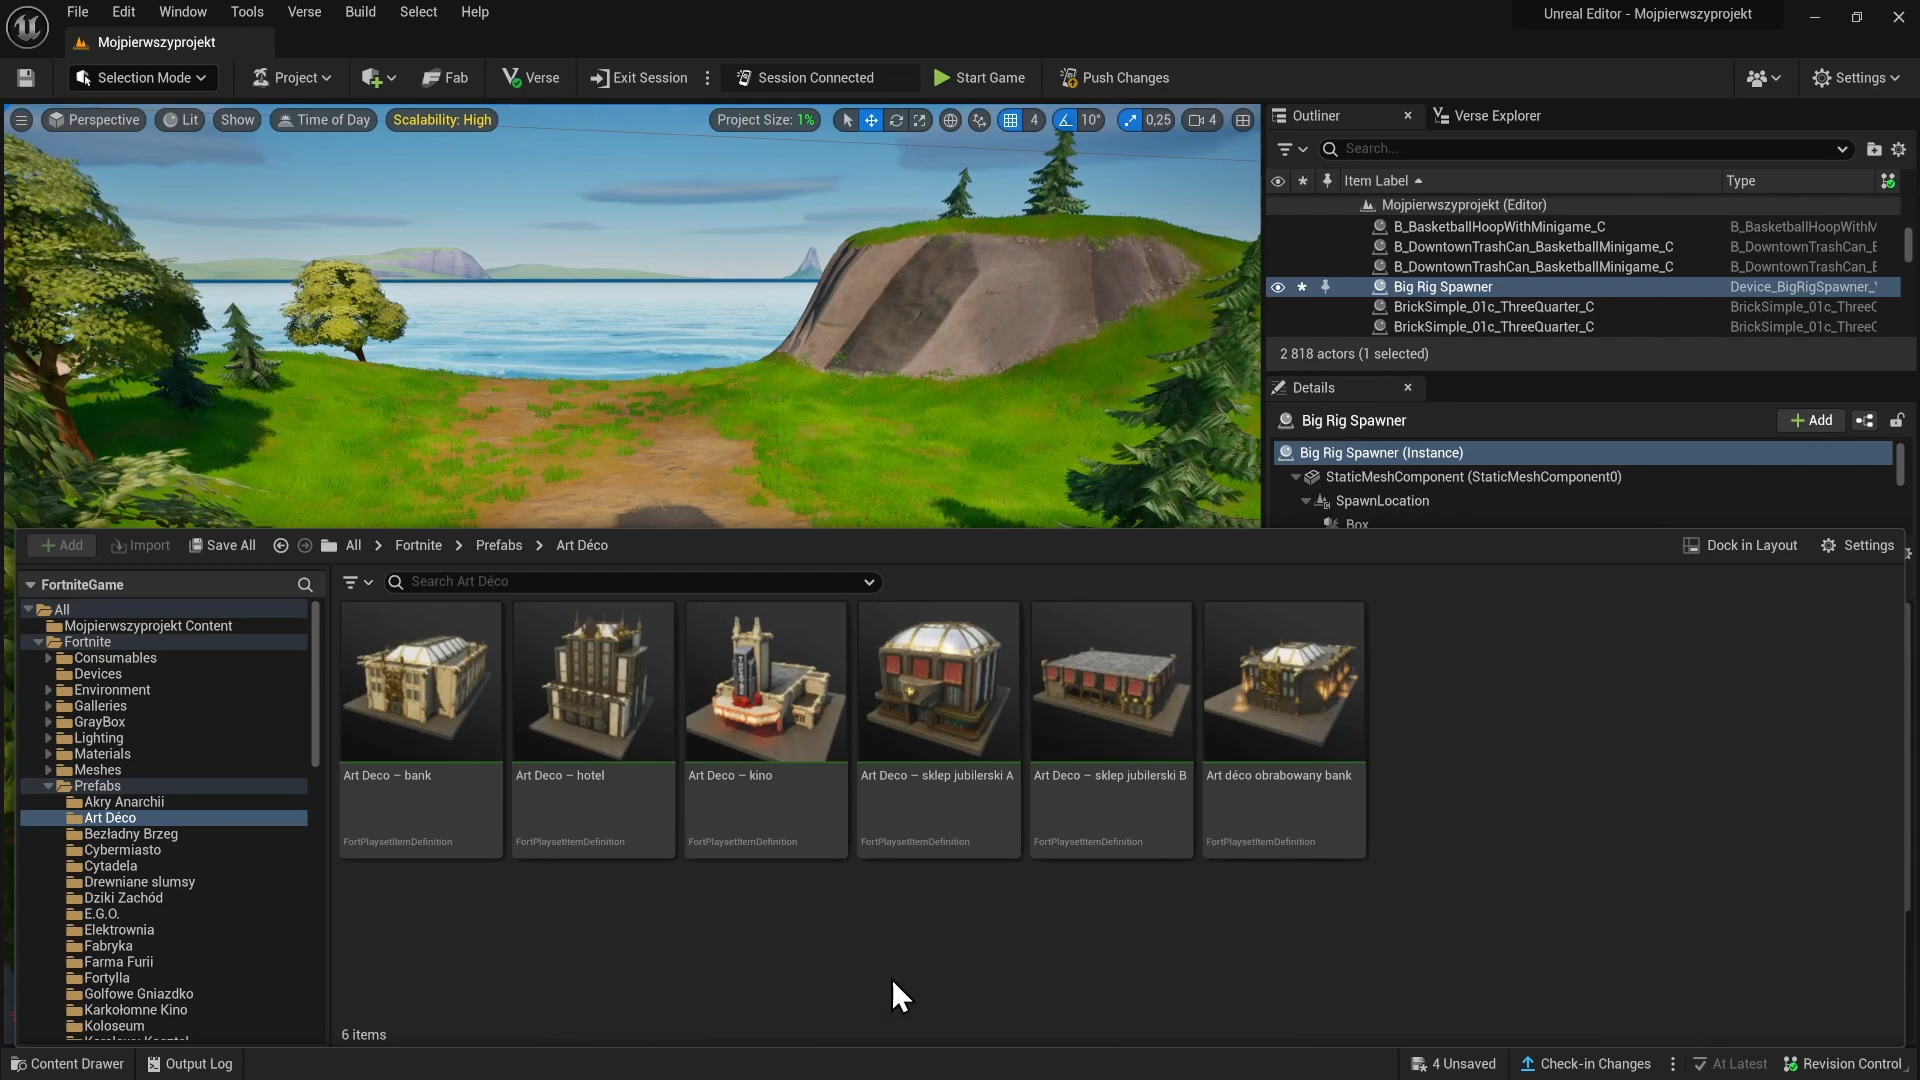 File Edit Window Tools Verse Build Select Help
Unreal Editor - Mojpierwszyprojekt
Mojpierwszyprojekt
Selection Mode Project Fab Verse Exit Session Session Connected Start Game Push Changes Settings
Perspective Lit Show Time of Day Scalability: High Project Size: 1% 4 10° 0,25 4
Outliner Verse Explorer
Search...
Item Label Type
Mojpierwszyprojekt (Editor)
B_BasketballHoopWithMinigame_C B_BasketballHoopWithM
B_DowntownTrashCan_BasketballMinigame_C B_DowntownTrashCan_E
B_DowntownTrashCan_BasketballMinigame_C B_DowntownTrashCan_E
Big Rig Spawner Device_BigRigSpawner_
BrickSimple_01c_ThreeQuarter_C BrickSimple_01c_ThreeC
BrickSimple_01c_ThreeQuarter_C BrickSimple_01c_ThreeC
2 818 actors (1 selected)
Details
Big Rig Spawner Add
Big Rig Spawner (Instance)
StaticMeshComponent (StaticMeshComponent0)
SpawnLocation
Box
Add Import Save All All Fortnite Prefabs Art Déco Dock in Layout Settings
FortniteGame
Search Art Déco
All
Mojpierwszyprojekt Content
Fortnite
Consumables
Devices
Environment
Galleries
GrayBox
Lighting
Materials
Meshes
Prefabs
Akry Anarchii
Art Déco
Bezładny Brzeg
Cybermiasto
Cytadela
Drewniane slumsy
Dziki Zachód
E.G.O.
Elektrownia
Fabryka
Farma Furii
Fortylla
Golfowe Gniazdko
Karkołomne Kino
Koloseum
Art Deco – bank
FortPlaysetItemDefinition
Art Deco – hotel
FortPlaysetItemDefinition
Art Deco – kino
FortPlaysetItemDefinition
Art Deco – sklep jubilerski A
FortPlaysetItemDefinition
Art Deco – sklep jubilerski B
FortPlaysetItemDefinition
Art déco obrabowany bank
FortPlaysetItemDefinition
6 items
Content Drawer Output Log 4 Unsaved Check-in Changes At Latest Revision Control